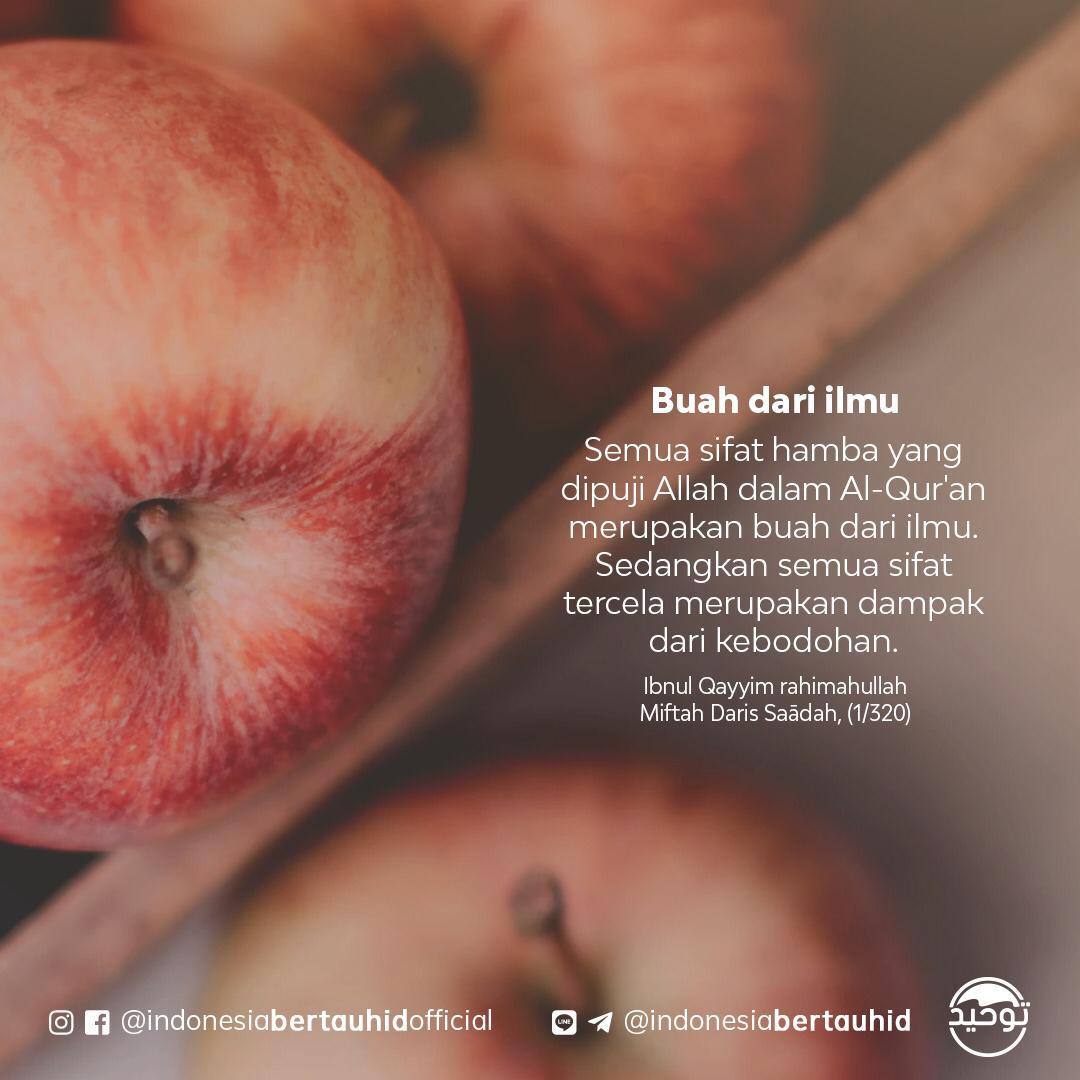 Buah dari ilmu
Semua sifat hamba yang
dipuji Allah dalam Al-Qur'an
merupakan buah dari ilmu.
Sedangkan semua sifat
tercela merupakan dampak
dari kebodohan.
Ibnul Qayyim rahimahullah
Miftah Daris Saādah, (1/320)
@indonesiabertauhidofficial
LINE
@indonesiabertauhid
توحيد